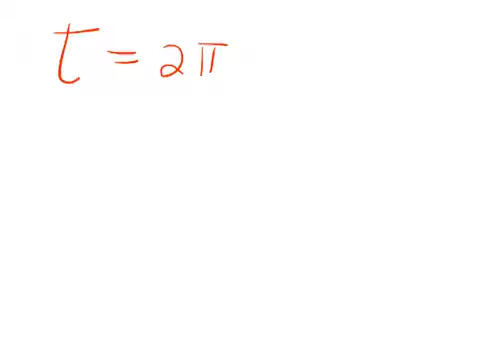 τ = 2π